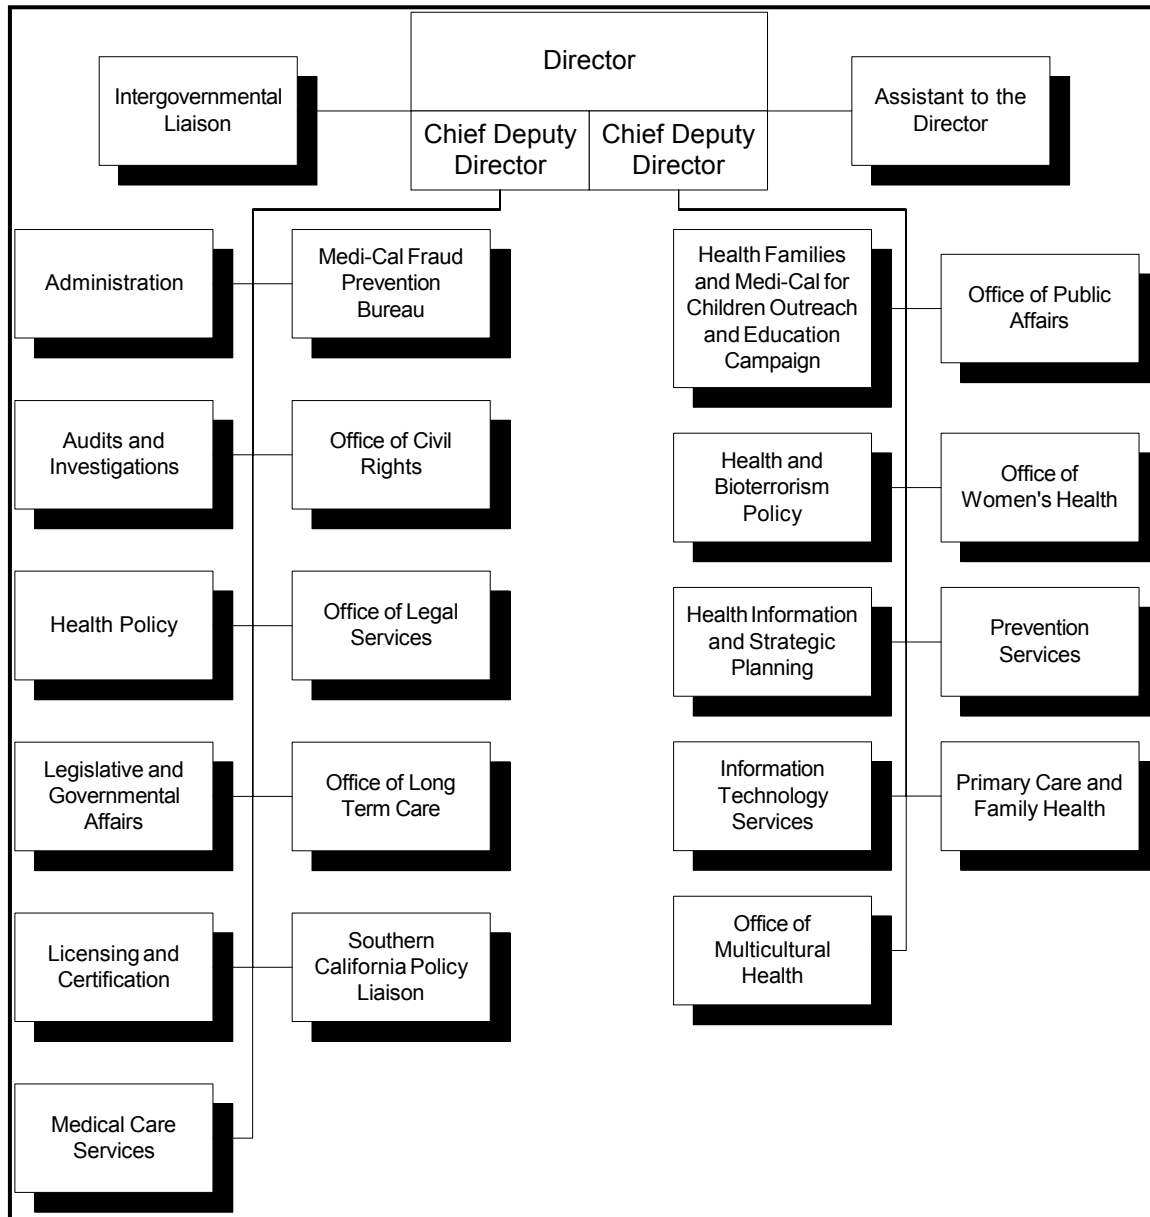 Director
Intergovernmental
Liaison
Assistant to the
Director
Chief Deputy
Director
Chief Deputy
Director
Administration
Medi-Cal Fraud
Prevention
Bureau
Health Families
and Medi-Cal for
Children Outreach
and Education
Campaign
Office of Public
Affairs
Audits and
Investigations
Office of Civil
Rights
Health and
Bioterrorism
Policy
Office of
Women's Health
Health Policy
Office of Legal
Services
Health Information
and Strategic
Planning
Prevention
Services
Legislative and
Governmental
Affairs
Office of Long
Term Care
Information
Technology
Services
Primary Care and
Family Health
Licensing and
Certification
Southern
California Policy
Liaison
Office of
Multicultural
Health
Medical Care
Services